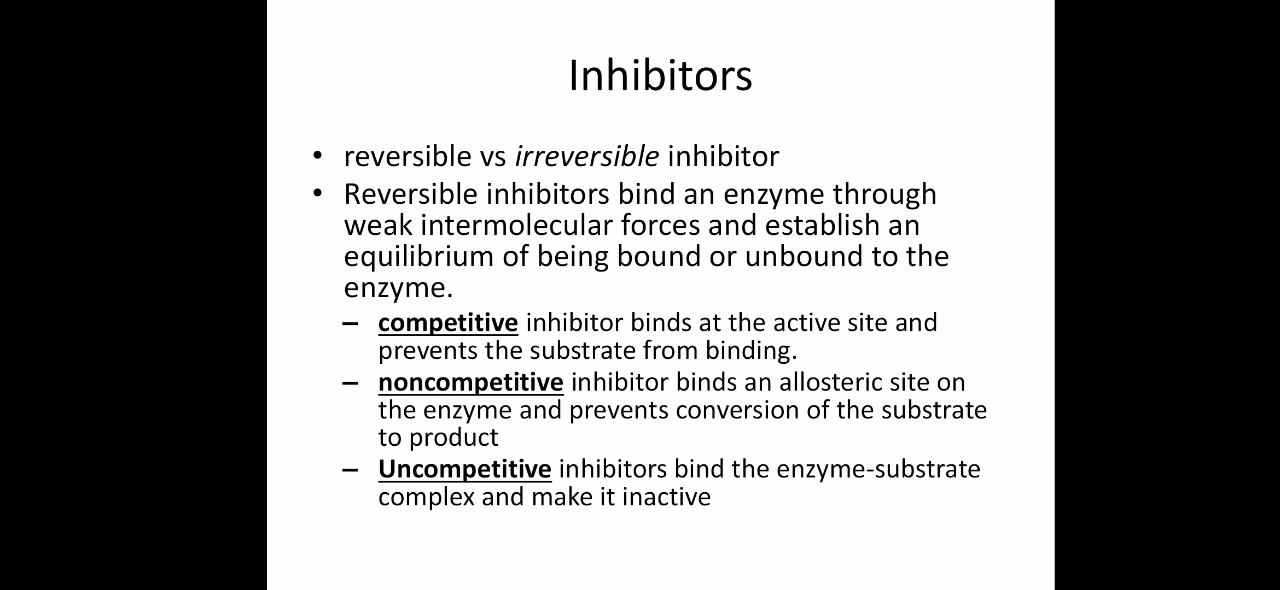 Inhibitors
• reversible vs irreversible inhibitor
• Reversible inhibitors bind an enzyme through
weak intermolecular forces and establish an
equilibrium of being bound or unbound to the
enzyme.
– competitive inhibitor binds at the active site and
prevents the substrate from binding.
– noncompetitive inhibitor binds an allosteric site on
the enzyme and prevents conversion of the substrate
to product
– Uncompetitive inhibitors bind the enzyme-substrate
complex and make it inactive